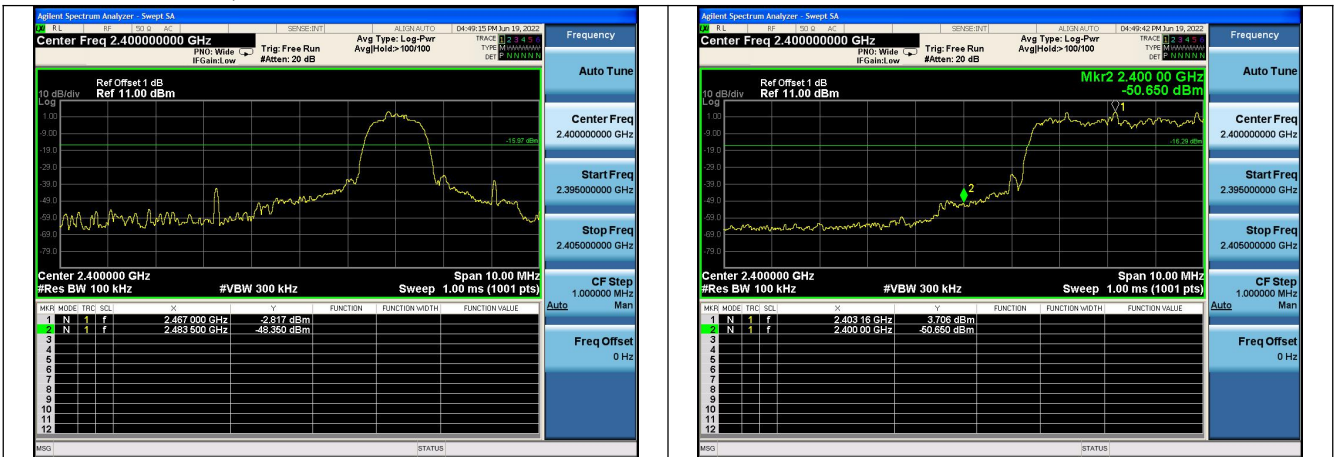 Agilent Spectrum Analyzer - Swept SA
RL RF 50 Ω AC SENSE:INT ALIGN AUTO 04:49:15 PM Jun 19, 2022
Center Freq 2.400000000 GHz
PNO: Wide
IFGain:Low
Trig: Free Run
#Atten: 20 dB
Avg Type: Log-Pwr
Avg|Hold:>100/100
TRACE 1 2 3 4 5 6
TYPE M
DET P N N N N N
Ref Offset 1 dB
10 dB/div Ref 11.00 dBm
Log
1.00
-9.00
-15.97 dBm
-19.0
-29.0
-39.0
-49.0
-59.0
-69.0
-79.0
Center 2.400000 GHz Span 10.00 MHz
#Res BW 100 kHz #VBW 300 kHz Sweep 1.00 ms (1001 pts)
MKR MODE TRC SCL X Y FUNCTION FUNCTION WIDTH FUNCTION VALUE
1 N 1 f 2.467 000 GHz -2.817 dBm
2 N 1 f 2.483 500 GHz -48.350 dBm
3
4
5
6
7
8
9
10
11
12
MSG STATUS
Frequency
Auto Tune
Center Freq
2.400000000 GHz
Start Freq
2.395000000 GHz
Stop Freq
2.405000000 GHz
CF Step
1.000000 MHz
Auto Man
Freq Offset
0 Hz
Agilent Spectrum Analyzer - Swept SA
RL RF 50 Ω AC SENSE:INT ALIGN AUTO 04:49:42 PM Jun 19, 2022
Center Freq 2.400000000 GHz
PNO: Wide
IFGain:Low
Trig: Free Run
#Atten: 20 dB
Avg Type: Log-Pwr
Avg|Hold:>100/100
TRACE 1 2 3 4 5 6
TYPE M
DET P N N N N N
Mkr2 2.400 00 GHz
-50.650 dBm
Ref Offset 1 dB
10 dB/div Ref 11.00 dBm
Log
1
1.00
-9.00
-16.29 dBm
-19.0
-29.0
-39.0
2
-49.0
-59.0
-69.0
-79.0
Center 2.400000 GHz Span 10.00 MHz
#Res BW 100 kHz #VBW 300 kHz Sweep 1.00 ms (1001 pts)
MKR MODE TRC SCL X Y FUNCTION FUNCTION WIDTH FUNCTION VALUE
1 N 1 f 2.403 16 GHz 3.706 dBm
2 N 1 f 2.400 00 GHz -50.650 dBm
3
4
5
6
7
8
9
10
11
12
MSG STATUS
Frequency
Auto Tune
Center Freq
2.400000000 GHz
Start Freq
2.395000000 GHz
Stop Freq
2.405000000 GHz
CF Step
1.000000 MHz
Auto Man
Freq Offset
0 Hz